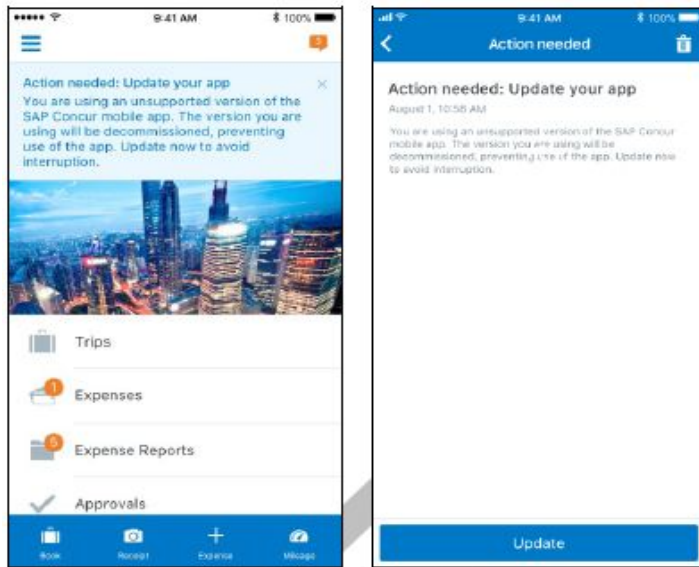 9:41 AM
100%
Action needed: Update your app
You are using an unsupported version of the
SAP Concur mobile app. The version you are
using will be decommissioned, preventing
use of the app. Update now to avoid
interruption.
Trips
1
Expenses
5
Expense Reports
Approvals
Book
Receipt
Expense
Mileage
9:41 AM
100%
Action needed
Action needed: Update your app
August 1, 10:58 AM
You are using an unsupported version of the SAP Concur
mobile app. The version you are using will be
decommissioned, preventing use of the app. Update now
to avoid interruption.
Update